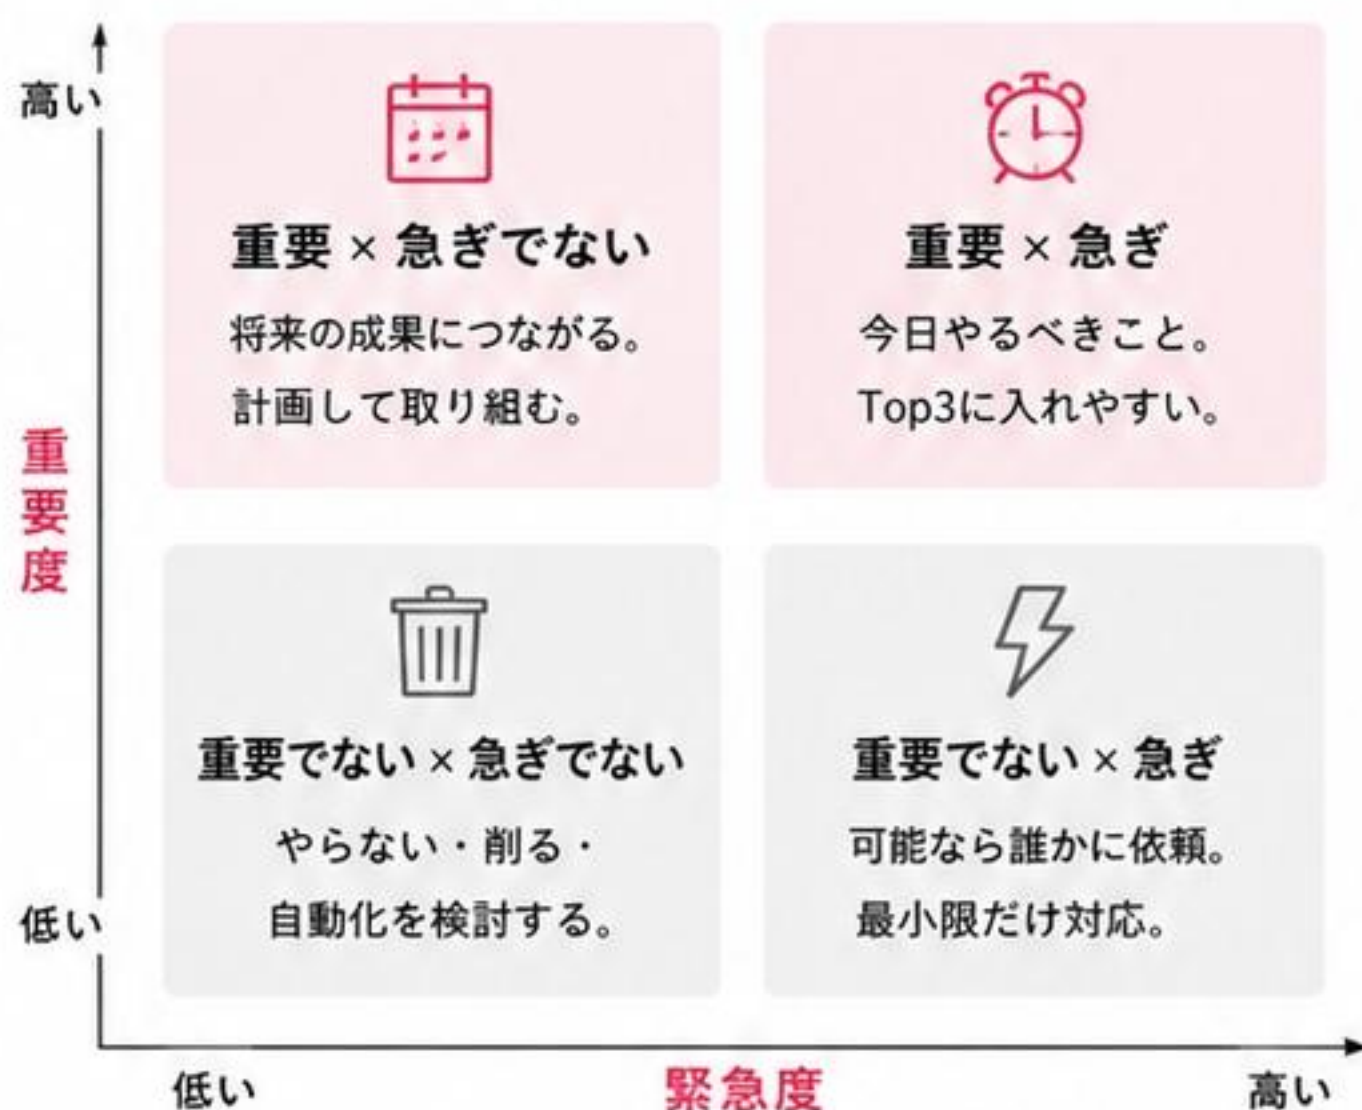 高い
重要 × 急ぎでない
将来の成果につながる。
計画して取り組む。
重要 × 急ぎ
今日やるべきこと。
Top3に入れやすい。
重要度
重要でない × 急ぎでない
やらない・削る・
自動化を検討する。
重要でない × 急ぎ
可能なら誰かに依頼。
最小限だけ対応。
低い
低い
緊急度
高い